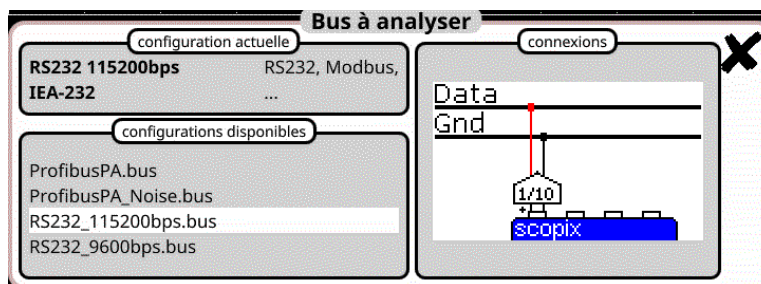 Bus à analyser
configuration actuelle
RS232 115200bps RS232, Modbus,
IEA-232 ...
configurations disponibles
ProfibusPA.bus
ProfibusPA_Noise.bus
RS232_115200bps.bus
RS232_9600bps.bus
connexions
Data
Gnd
1/10
+
scopix